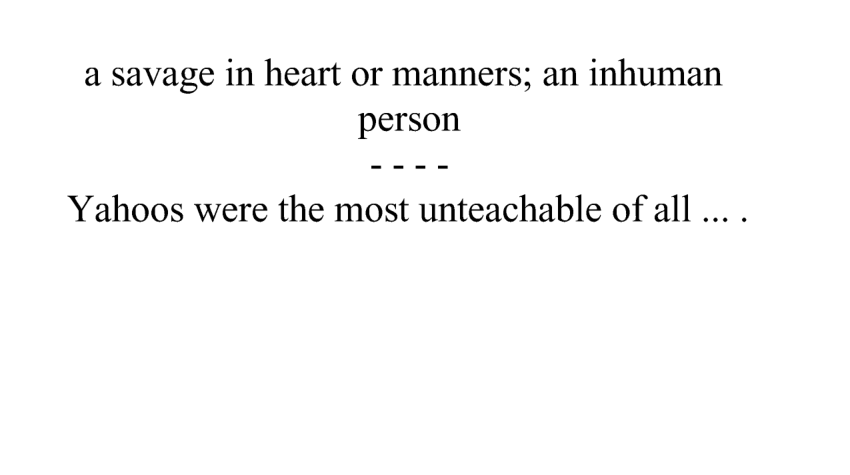 a savage in heart or manners; an inhuman
person
- - - -
Yahoos were the most unteachable of all ... .